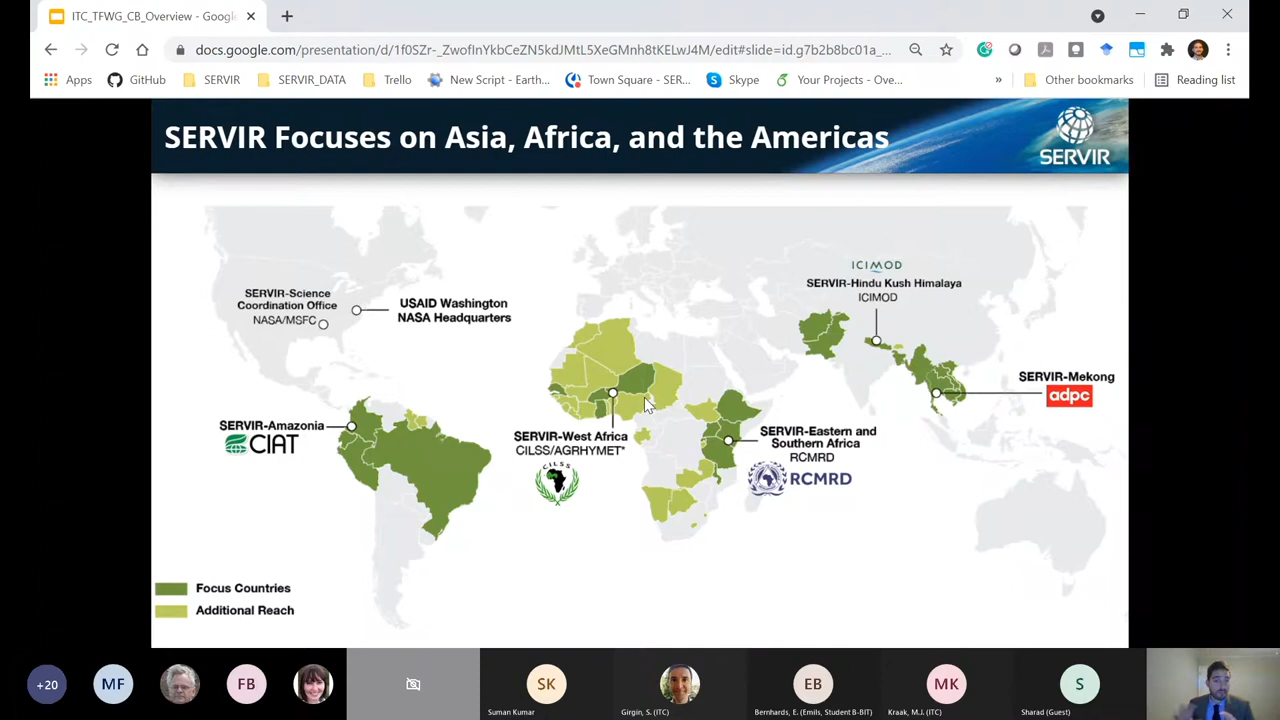 ITC_TFWG_CB_Overview - Google
docs.google.com/presentation/d/1f0SZr-_ZwofInYkbCeZN5kdJMtL5XeGMnh8tKELwJ4M/edit#slide=id.g7b2b8bc01a_...
Apps GitHub SERVIR SERVIR_DATA Trello New Script - Earth... Town Square - SER... Skype Your Projects - Ove... » Other bookmarks Reading list
SERVIR Focuses on Asia, Africa, and the Americas
SERVIR
ICIMOD
SERVIR-Hindu Kush Himalaya
ICIMOD
SERVIR-Science
Coordination Office
NASA/MSFC
USAID Washington
NASA Headquarters
SERVIR-Mekong
adpc
SERVIR-Amazonia
CIAT
SERVIR-West Africa
CILSS/AGRHYMET*
CILSS
SERVIR-Eastern and
Southern Africa
RCMRD
RCMRD
Focus Countries
Additional Reach
+20 MF FB SK EB MK S
Suman Kumar Girgin, S. (ITC) Bernhards, E. (Emils, Student B-BIT) Kraak, M.J. (ITC) Sharad (Guest)